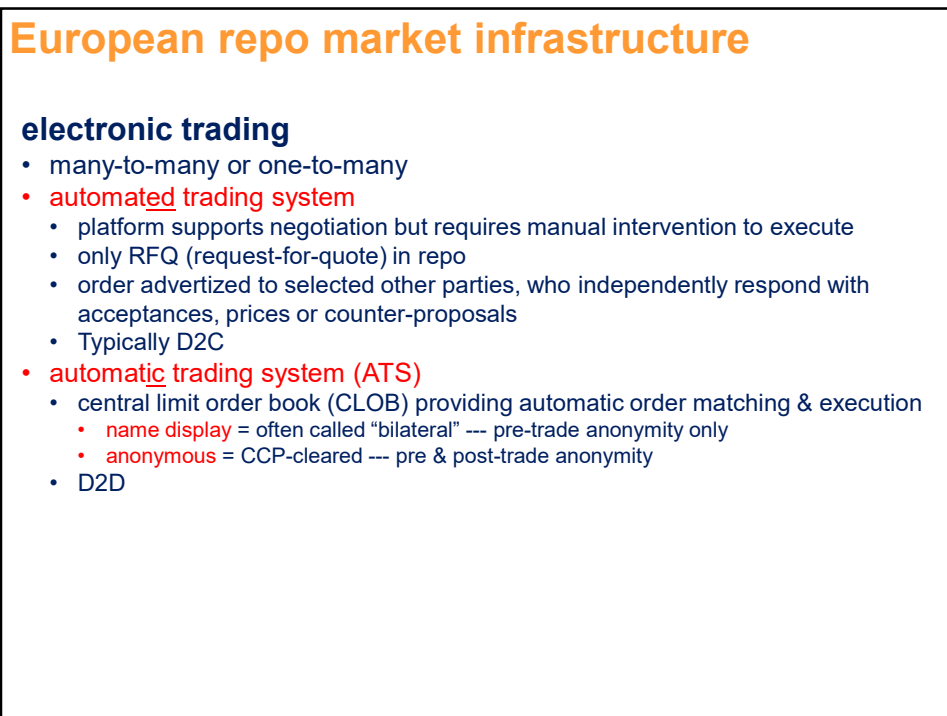 European repo market infrastructure
electronic trading
• many-to-many or one-to-many
• automated trading system
• platform supports negotiation but requires manual intervention to execute
• only RFQ (request-for-quote) in repo
• order advertized to selected other parties, who independently respond with
acceptances, prices or counter-proposals
• Typically D2C
• automatic trading system (ATS)
• central limit order book (CLOB) providing automatic order matching & execution
• name display = often called “bilateral” --- pre-trade anonymity only
• anonymous = CCP-cleared --- pre & post-trade anonymity
• D2D